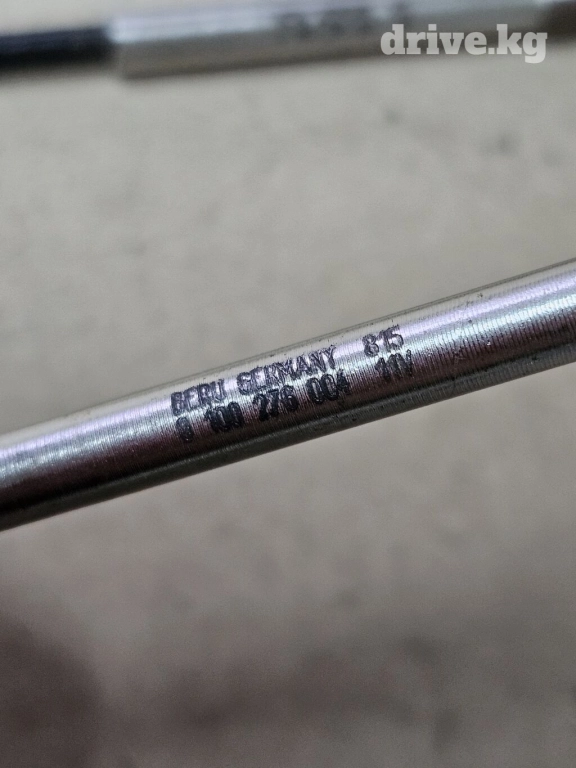 drive.kg
BERU GERMANY 815
0 100 276 004 11V